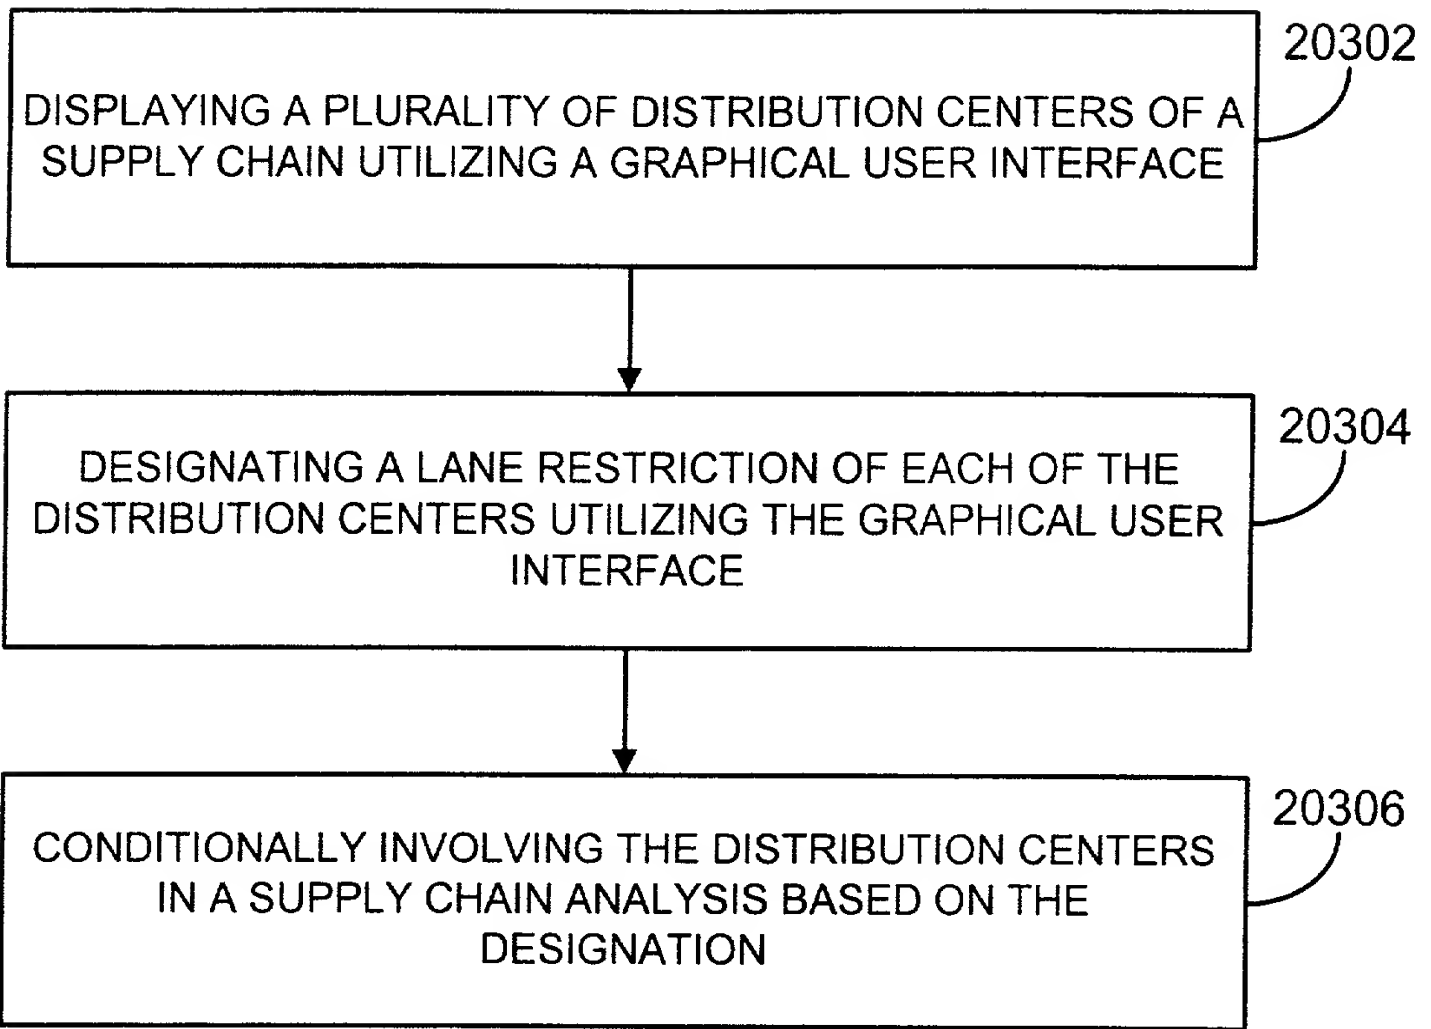 20302
DISPLAYING A PLURALITY OF DISTRIBUTION CENTERS OF A
SUPPLY CHAIN UTILIZING A GRAPHICAL USER INTERFACE
20304
DESIGNATING A LANE RESTRICTION OF EACH OF THE
DISTRIBUTION CENTERS UTILIZING THE GRAPHICAL USER
INTERFACE
20306
CONDITIONALLY INVOLVING THE DISTRIBUTION CENTERS
IN A SUPPLY CHAIN ANALYSIS BASED ON THE
DESIGNATION